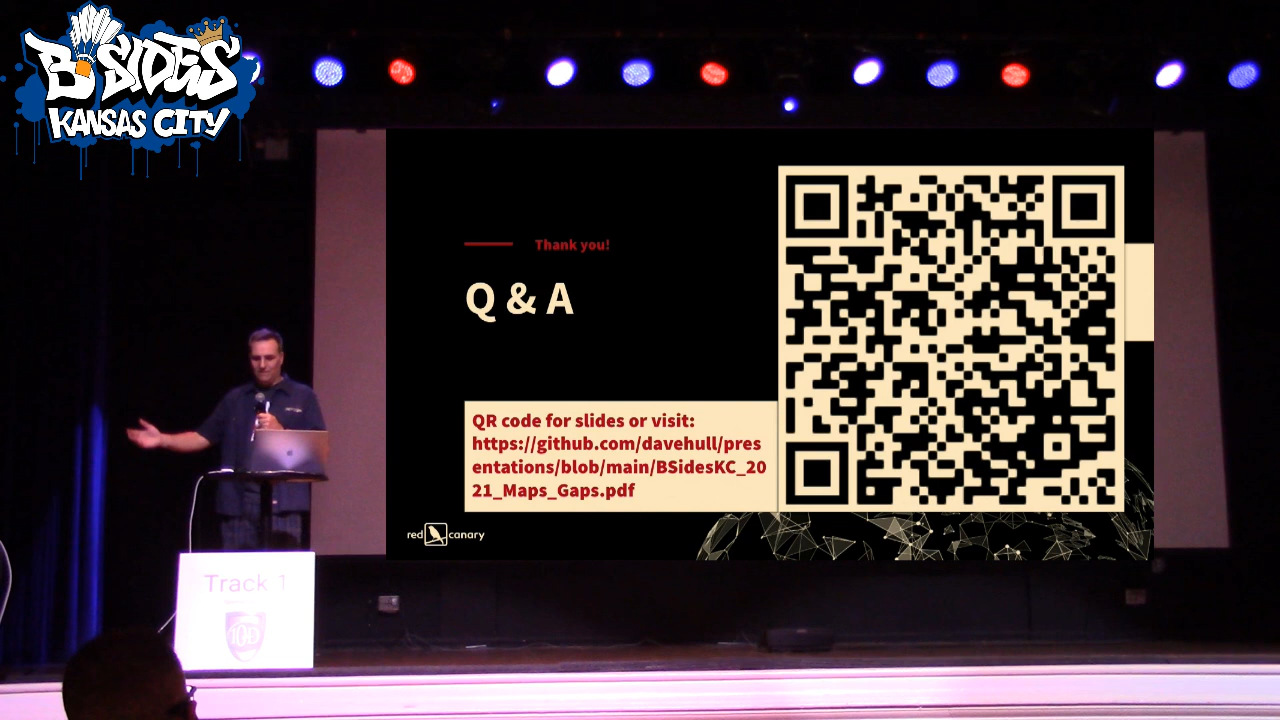 B·SIDES
KANSAS CITY
Thank you!
Q & A
QR code for slides or visit:
https://github.com/davehull/pres
entations/blob/main/BSidesKC_20
21_Maps_Gaps.pdf
red canary
Track 1
100